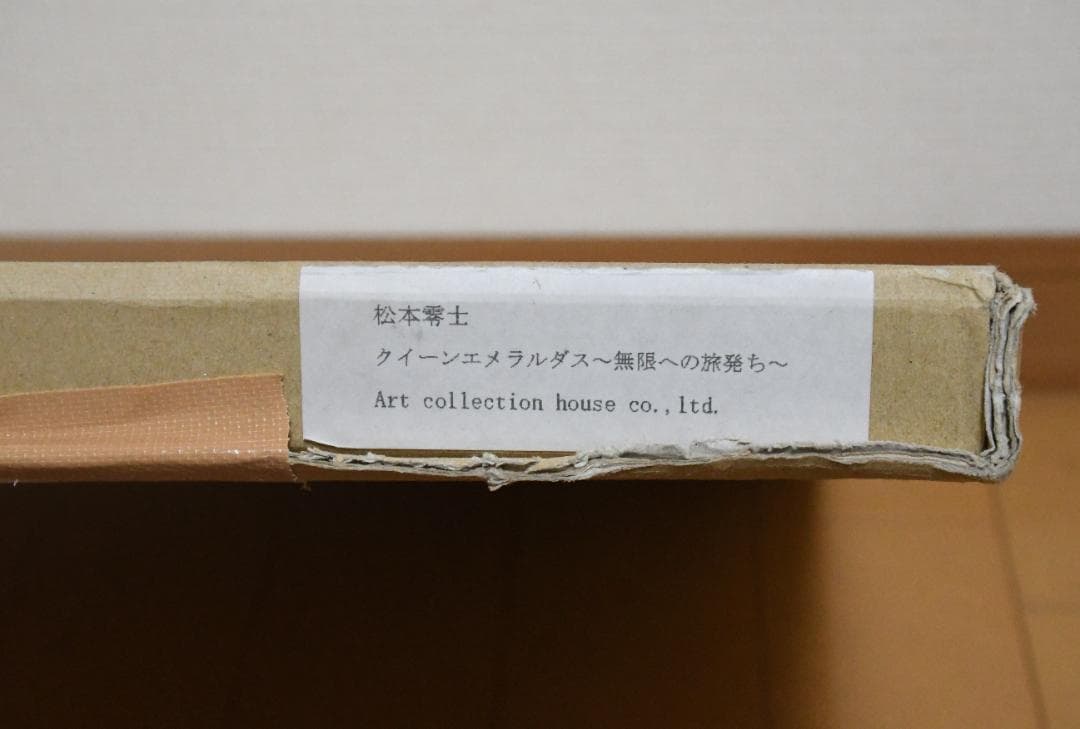 松本零士
クイーンエメラルダス～無限への旅発ち～
Art collection house co.,ltd.